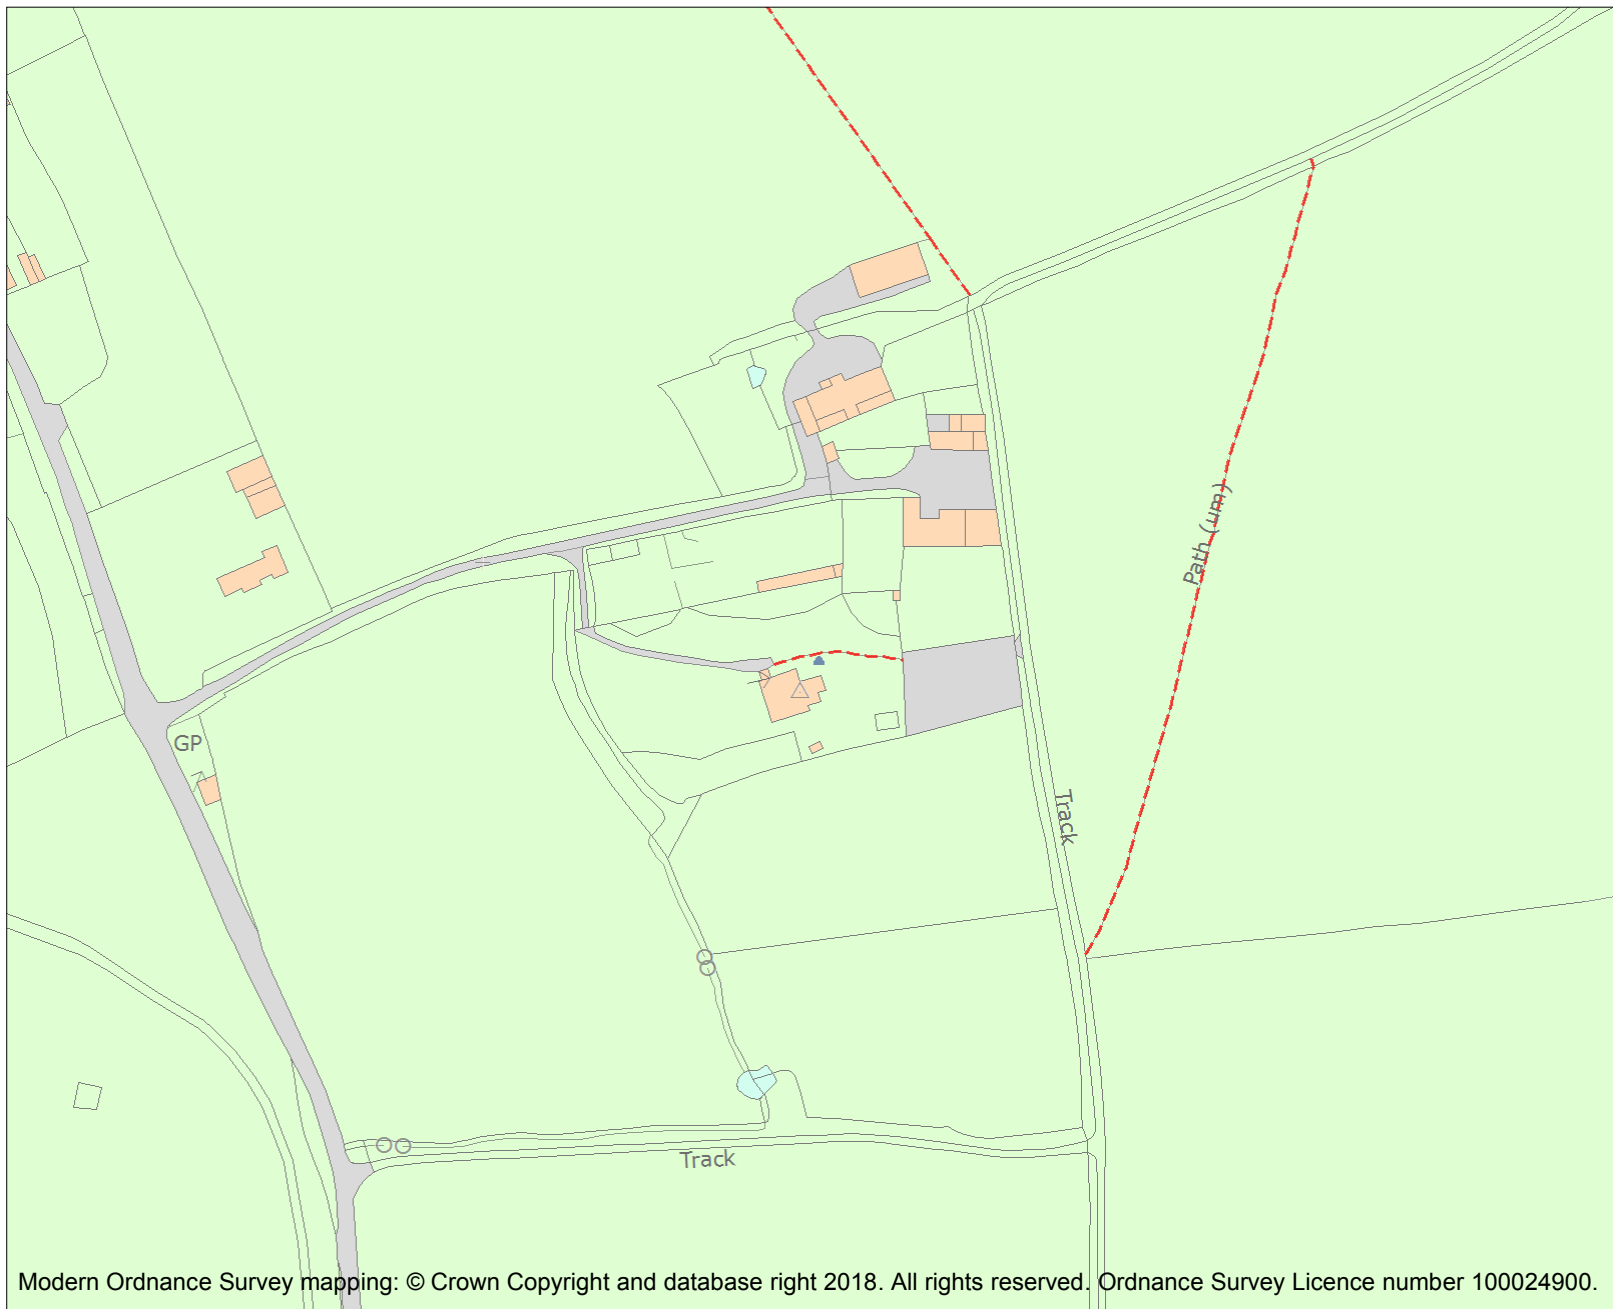 Path (um)
GP
Track
Track
Modern Ordnance Survey mapping: © Crown Copyright and database right 2018. All rights reserved. Ordnance Survey Licence number 100024900.